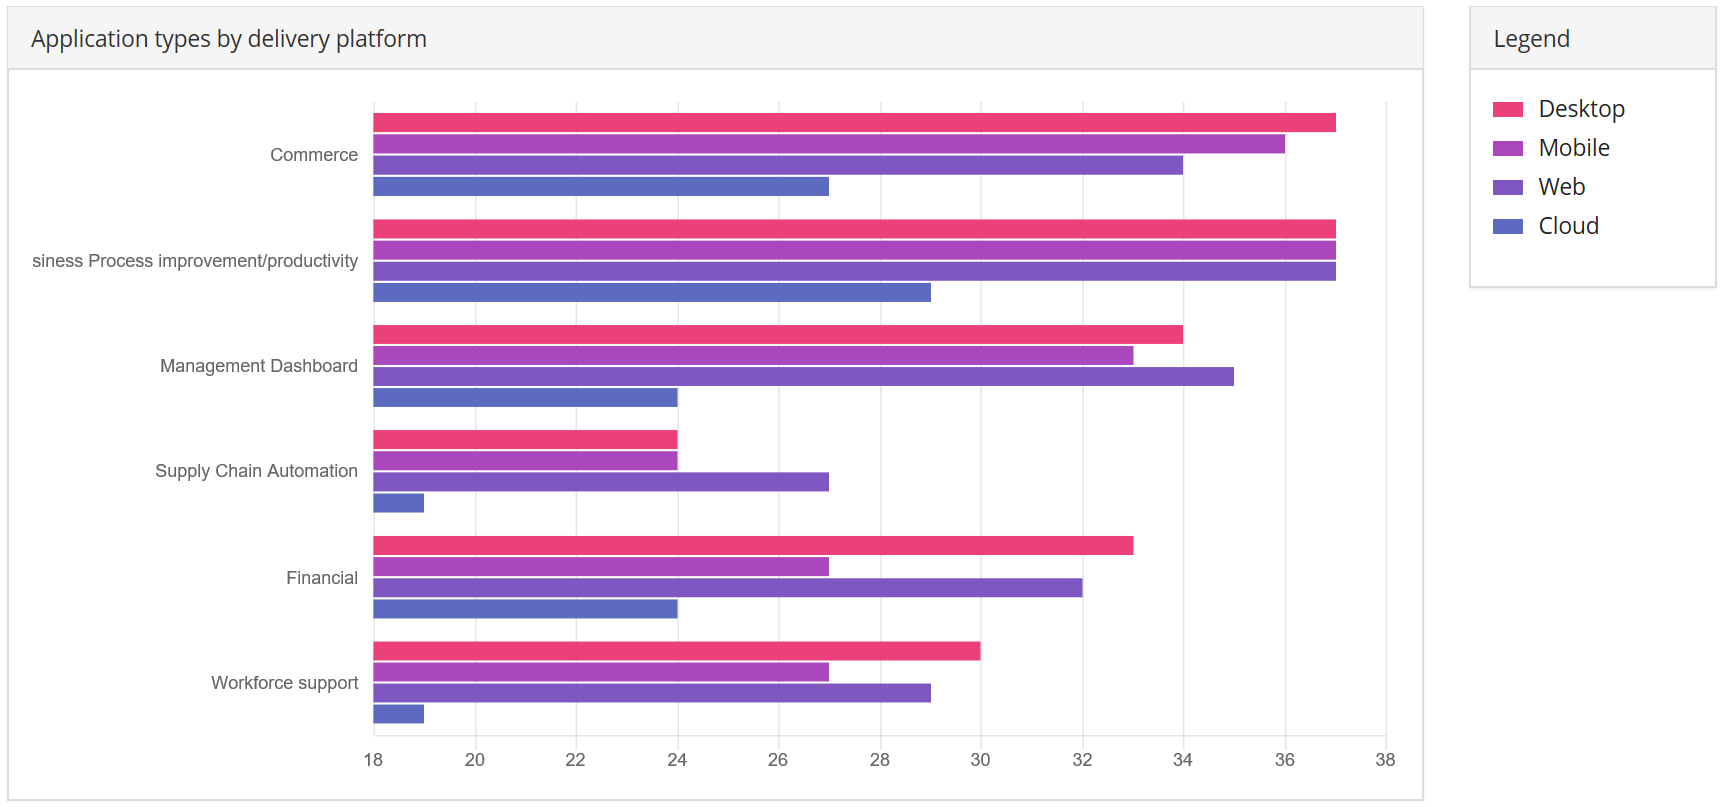 Application types by delivery platform
Legend
Desktop
Mobile
Web
Cloud
Commerce
siness Process improvement/productivity
Management Dashboard
Supply Chain Automation
Financial
Workforce support
18 20 22 24 26 28 30 32 34 36 38